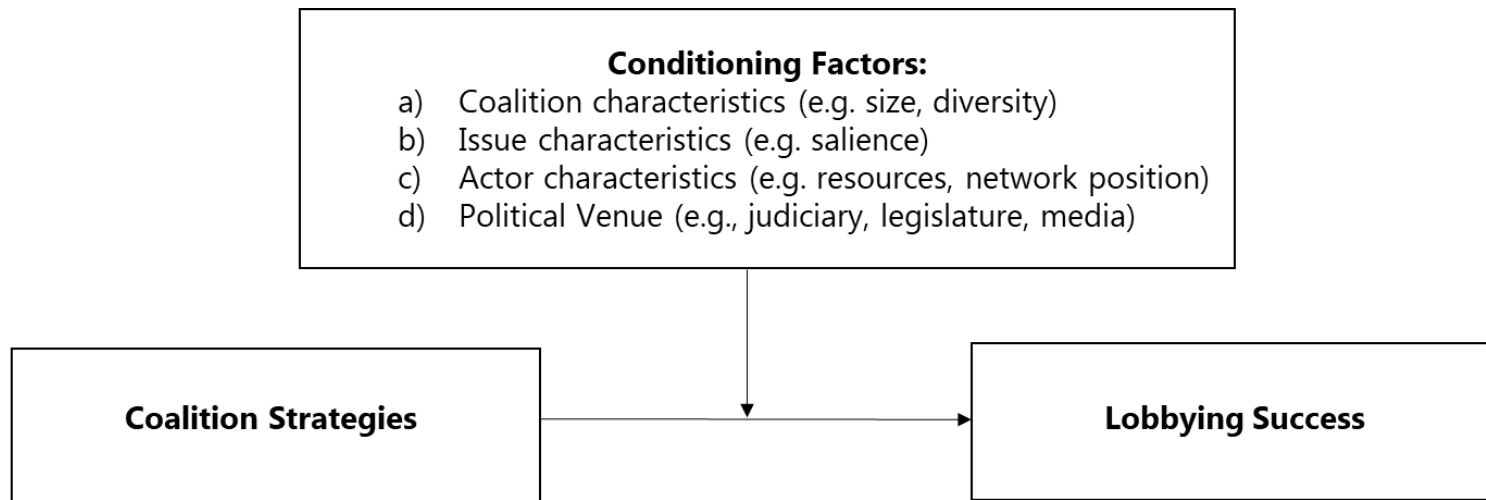 Conditioning Factors:
a) Coalition characteristics (e.g. size, diversity)
b) Issue characteristics (e.g. salience)
c) Actor characteristics (e.g. resources, network position)
d) Political Venue (e.g., judiciary, legislature, media)
Coalition Strategies
Lobbying Success